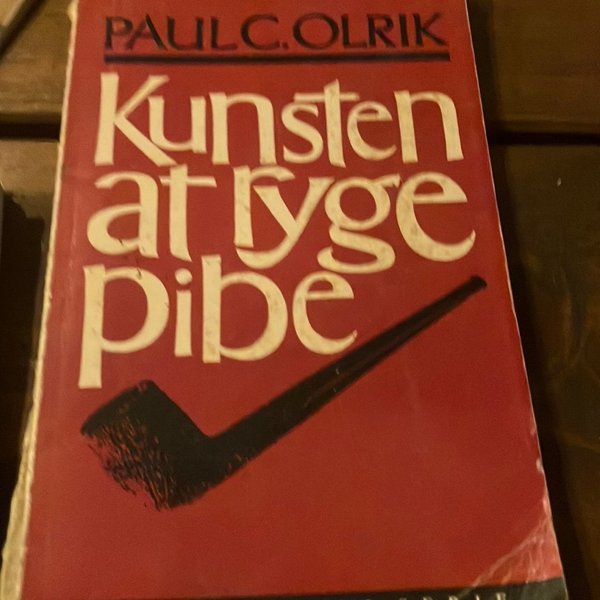 PAUL C. OLRIK
Kunsten
at ryge
pibe